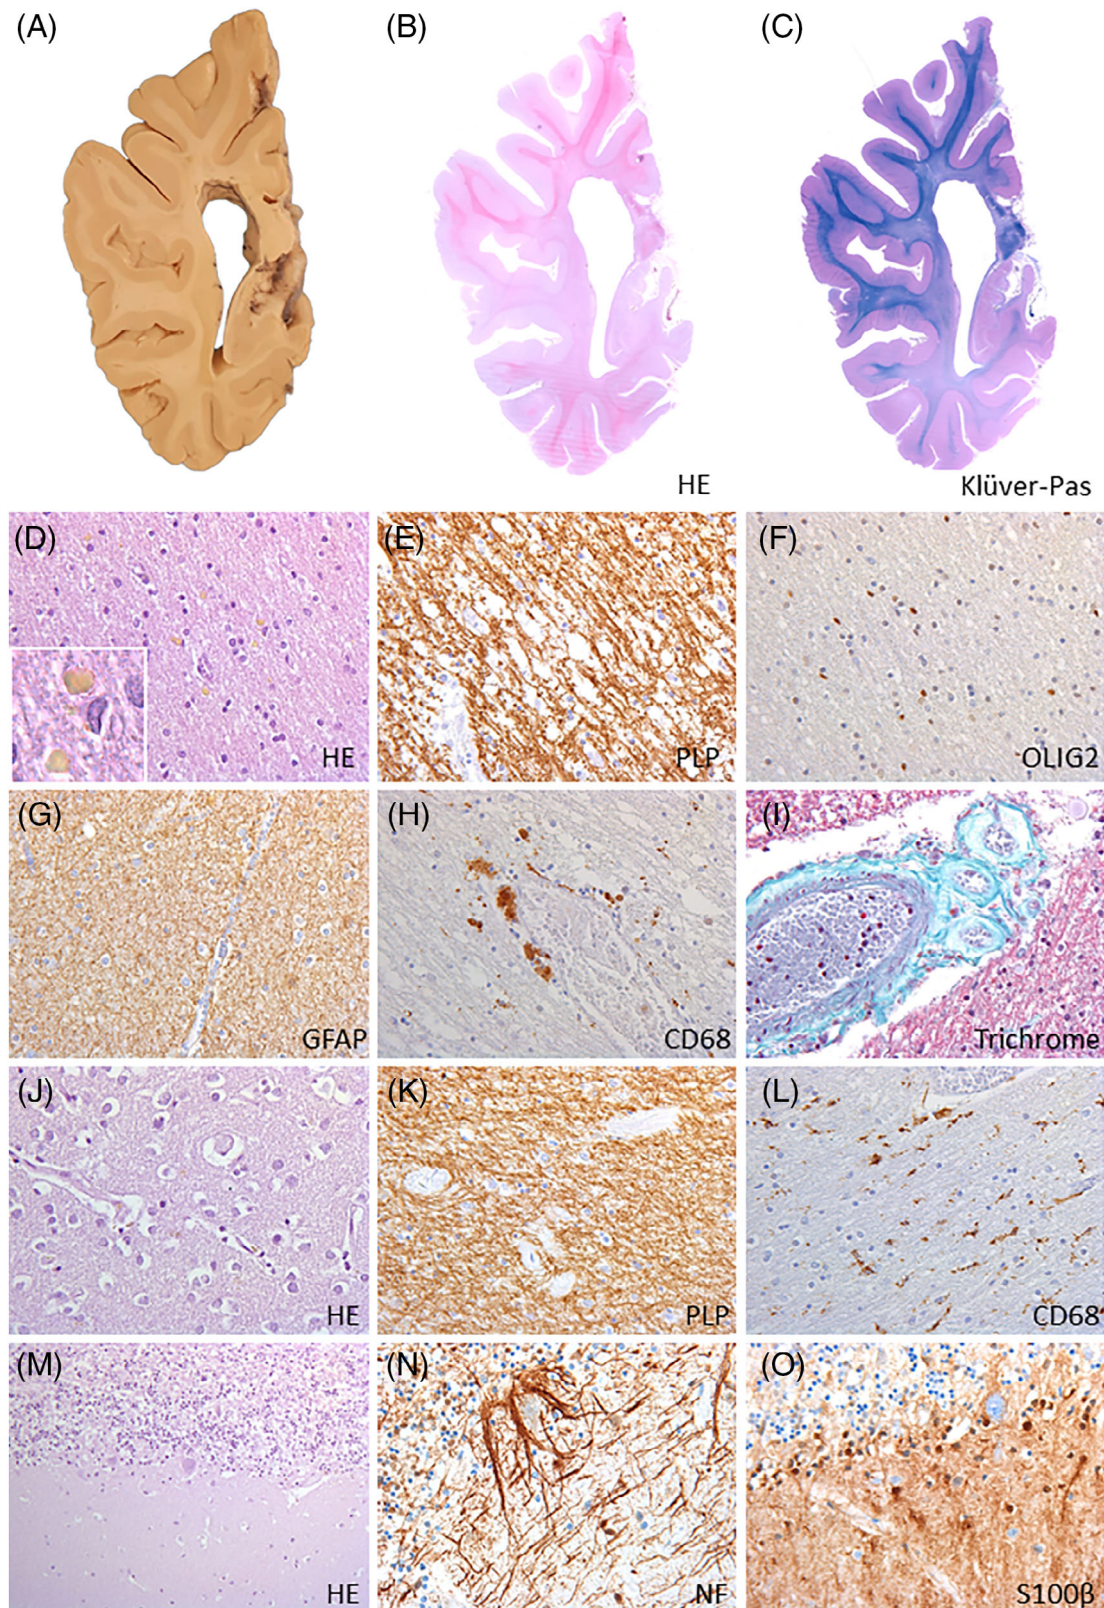 (A) (B) (C)
HE Klüver-Pas
(D) (E) (F)
HE PLP OLIG2
(G) (H) (I)
GFAP CD68 Trichrome
(J) (K) (L)
HE PLP CD68
(M) (N) (O)
HE NF S100β